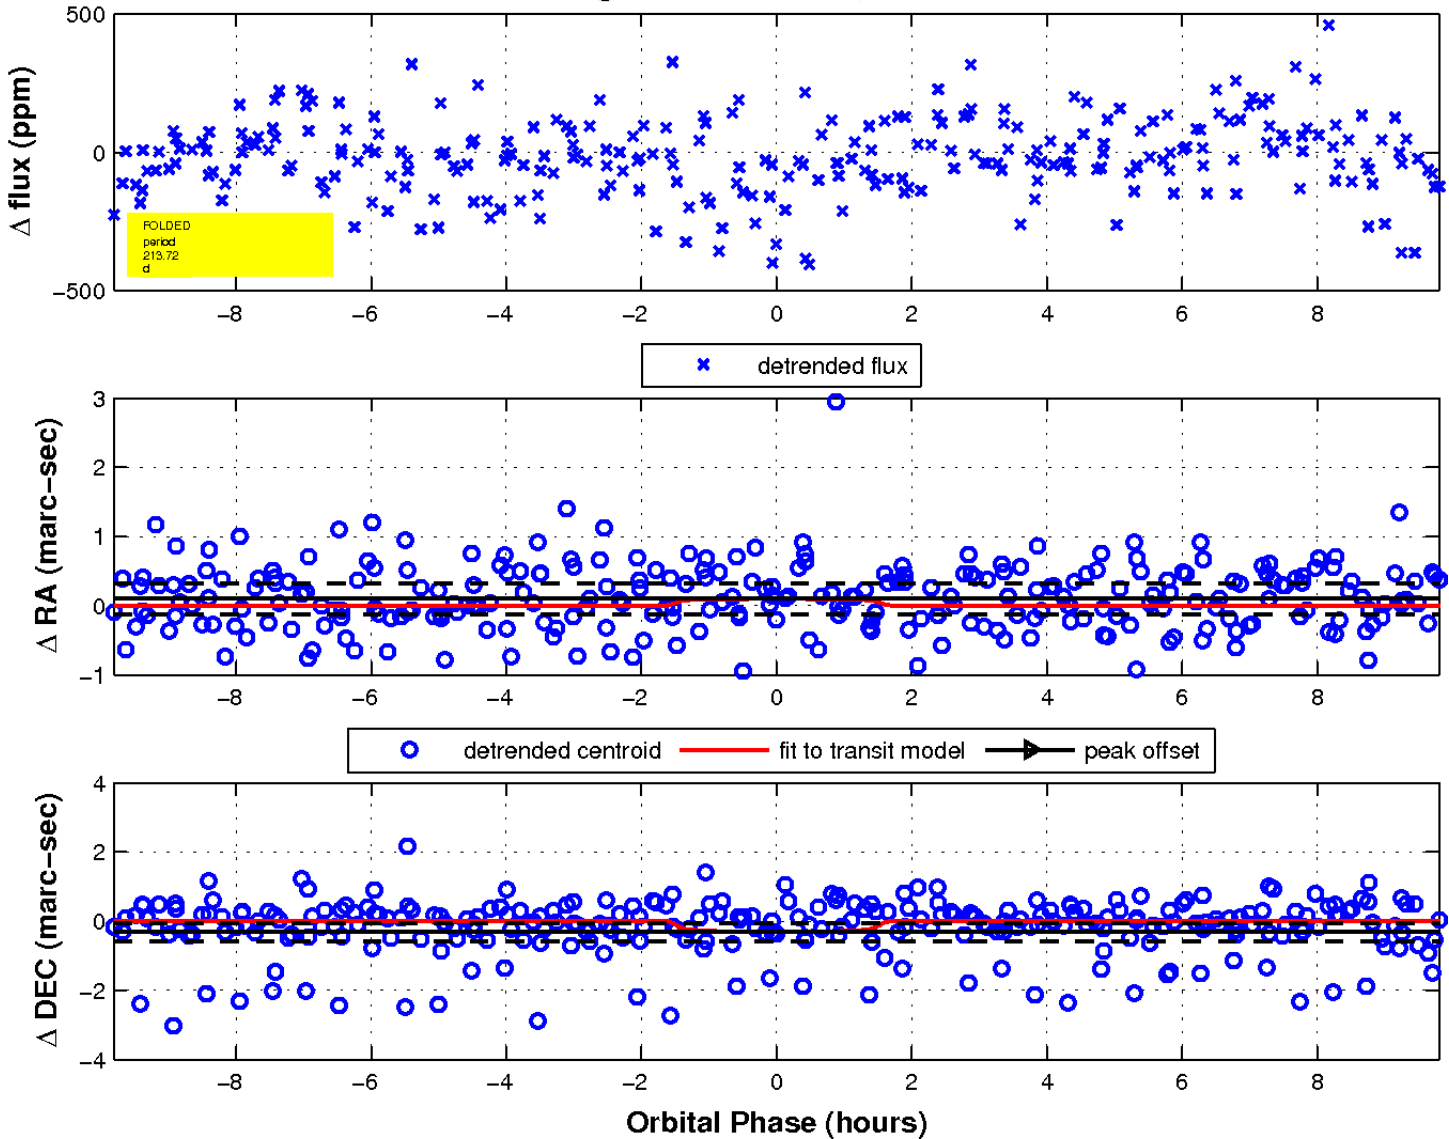 500
0
−500
Δ flux (ppm)
FOLDED
period
213.72
d
−8 −6 −4 −2 0 2 4 6 8
detrended flux
3
2
1
0
−1
Δ RA (marc−sec)
−8 −6 −4 −2 0 2 4 6 8
detrended centroid fit to transit model peak offset
4
2
0
−2
−4
Δ DEC (marc−sec)
−8 −6 −4 −2 0 2 4 6 8
Orbital Phase (hours)